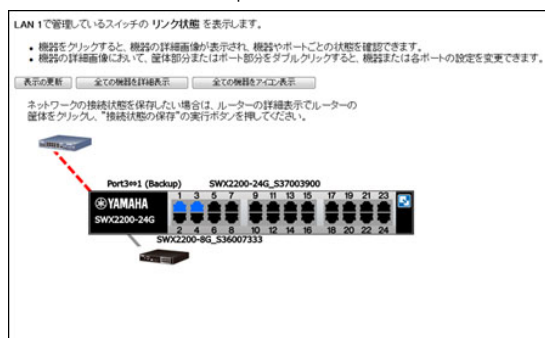 LAN 1で管理しているスイッチの リンク状態 を表示します。
• 機器をクリックすると、機器の詳細画像が表示され、機器やポートごとの状態を確認できます。
• 機器の詳細画像において、筐体部分またはポート部分をダブルクリックすると、機器または各ポートの設定を変更できます。
表示の更新 全ての機器を詳細表示 全ての機器をアイコン表示
ネットワークの接続状態を保存したい場合は、ルーターの詳細表示でルーターの
筐体をクリックし、"接続状態の保存"の実行ボタンを押してください。
Port3⇔1 (Backup) SWX2200-24G_S37003900
1 3 5 7 9 11 13 15 17 19 21 23
YAMAHA
SWX2200-24G
2 4 6 8 10 12 14 16 18 20 22 24
SWX2200-8G_S36007333